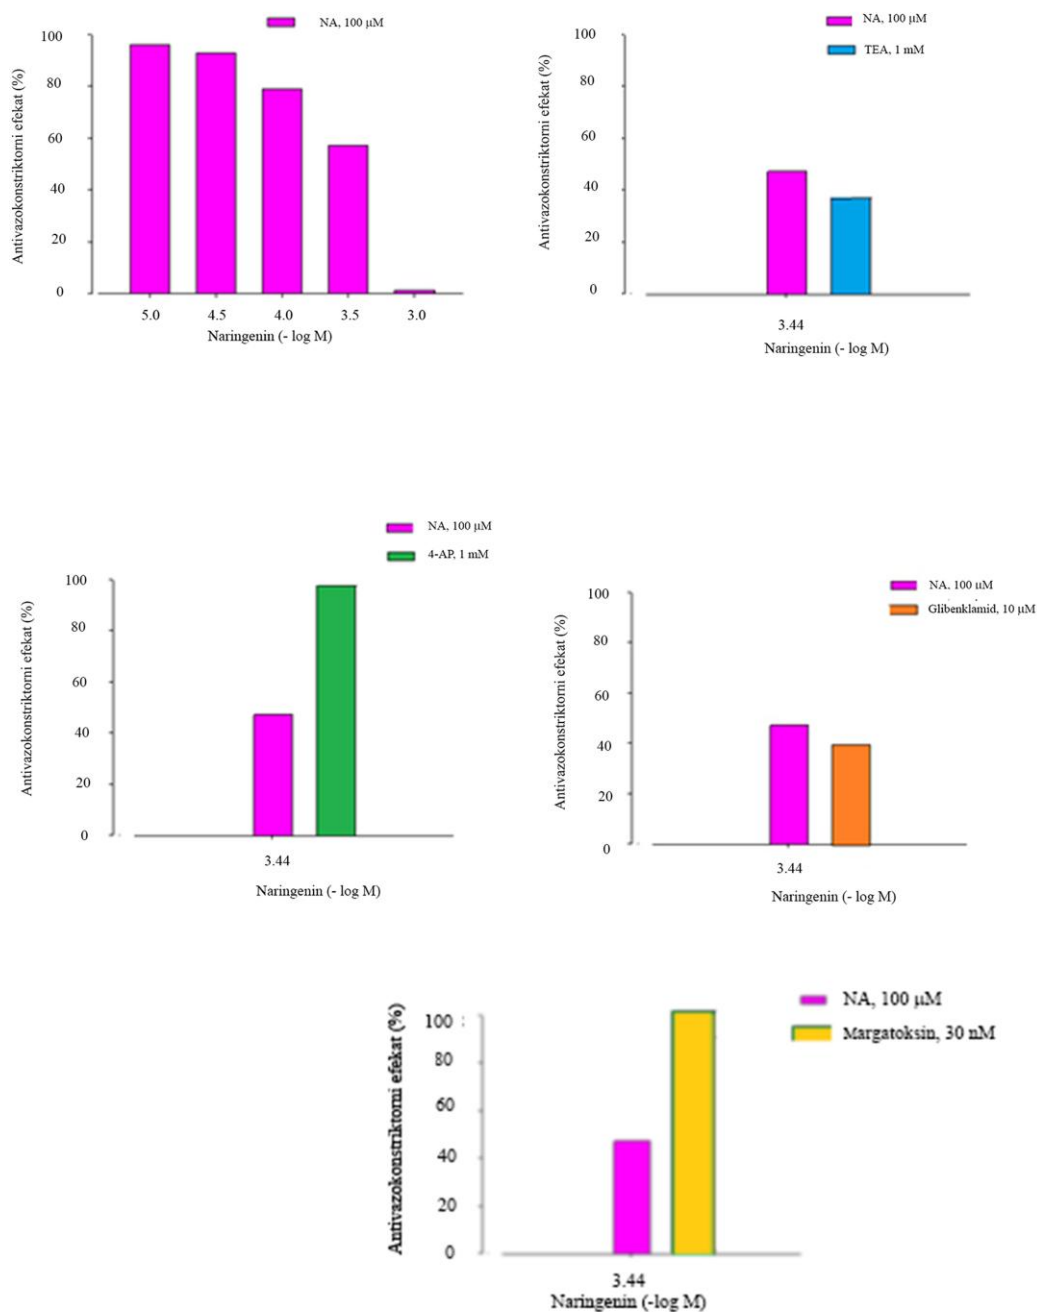 NA, 100 µM
Antivazokonstriktorni efekat (%)
100
80
60
40
20
0
5.0 4.5 4.0 3.5 3.0
Naringenin (- log M)
NA, 100 µM
TEA, 1 mM
Antivazokonstriktorni efekat (%)
100
80
60
40
20
0
3.44
Naringenin (- log M)
NA, 100 µM
4-AP, 1 mM
Antivazokonstriktorni efekat (%)
100
80
60
40
20
0
3.44
Naringenin (- log M)
NA, 100 µM
Glibenklamid, 10 µM
Antivazokonstriktorni efekat (%)
100
80
60
40
20
0
3.44
Naringenin (- log M)
NA, 100 µM
Margatoksin, 30 nM
Antivazokonstriktorni efekat (%)
100
80
60
40
20
0
3.44
Naringenin (-log M)